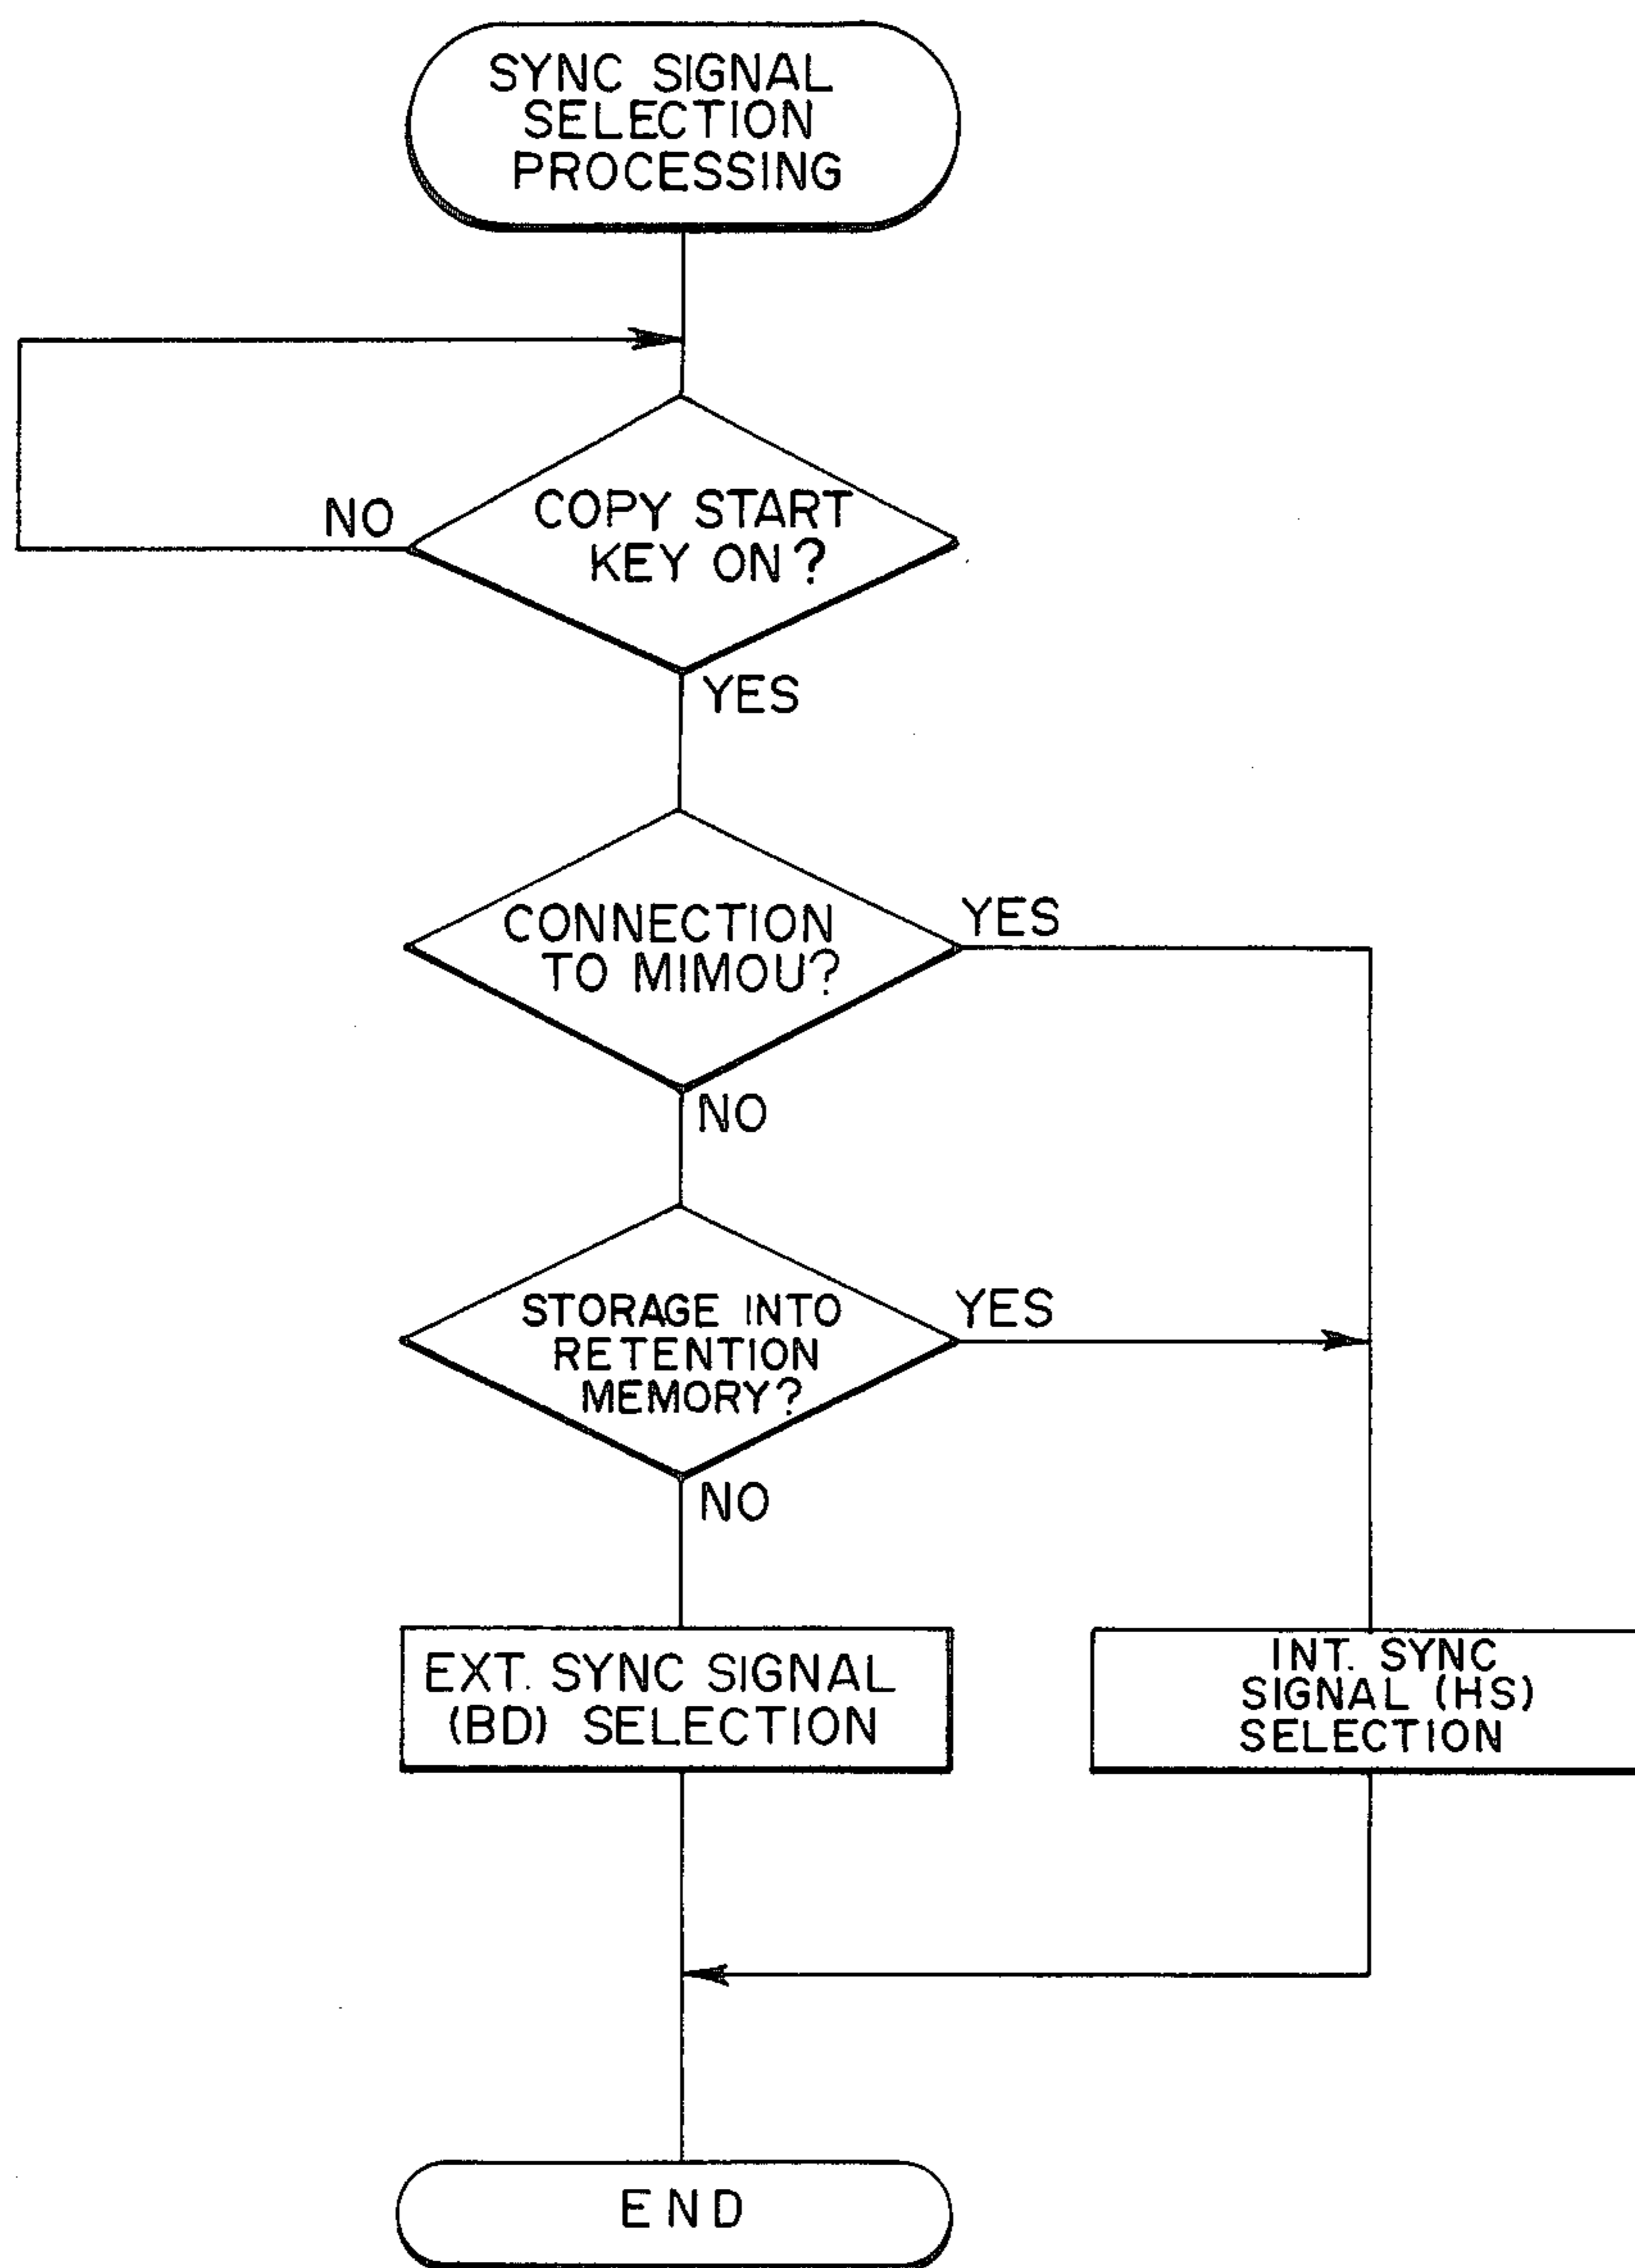 SYNC SIGNAL
SELECTION
PROCESSING
NO
COPY START
KEY ON?
YES
CONNECTION
TO MIMOU?
YES
NO
STORAGE INTO
RETENTION
MEMORY?
YES
NO
EXT. SYNC SIGNAL
(BD) SELECTION
INT. SYNC
SIGNAL (HS)
SELECTION
END